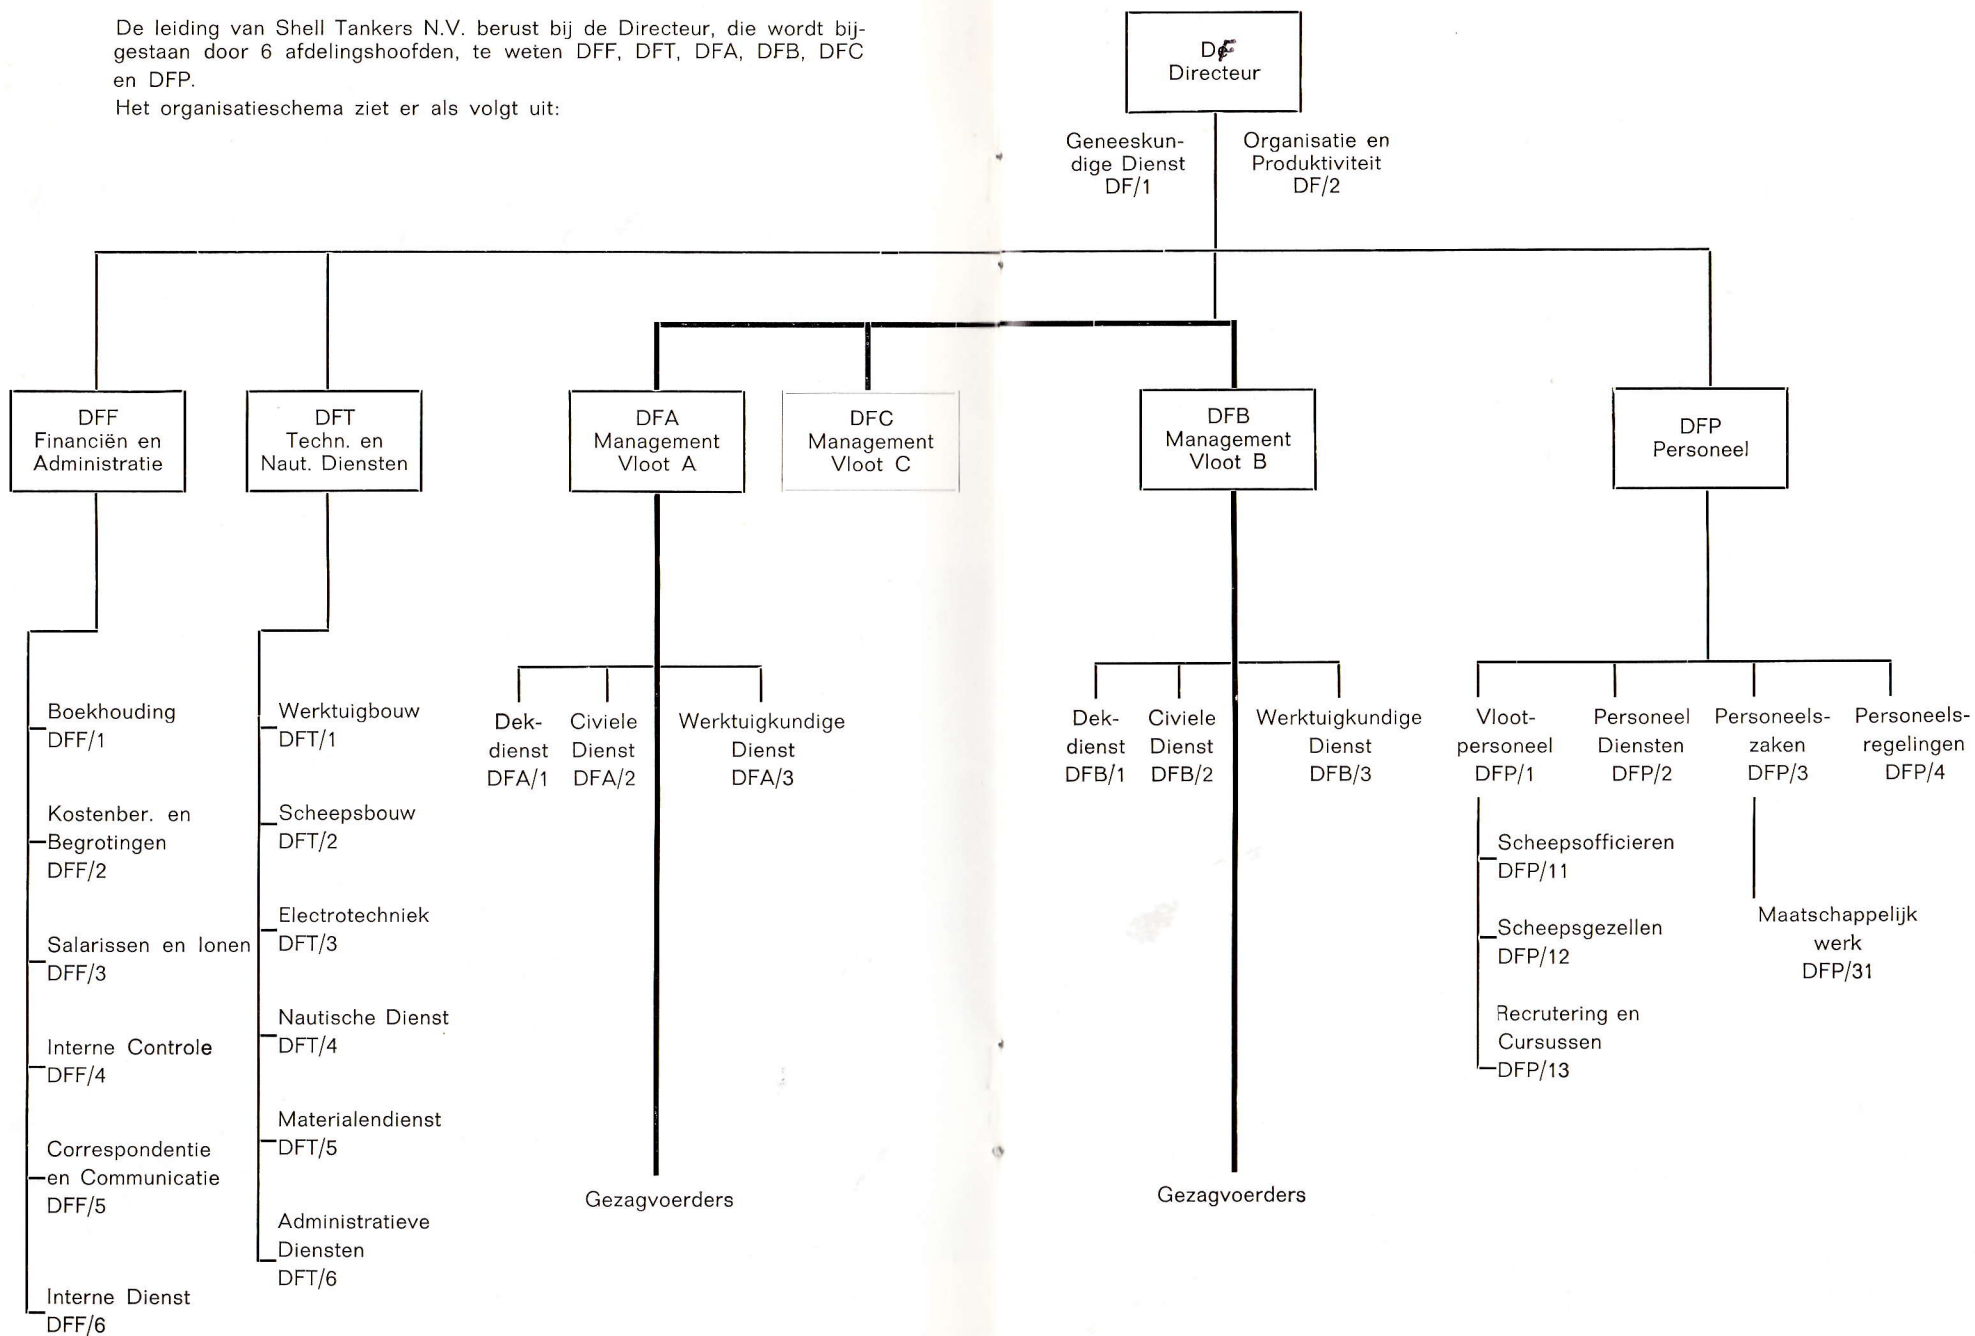 De leiding van Shell Tankers N.V. berust bij de Directeur, die wordt bij-
gestaan door 6 afdelingshoofden, te weten DFF, DFT, DFA, DFB, DFC
en DFP.
Het organisatieschema ziet er als volgt uit:
DF
Directeur
Geneeskun-
dige Dienst
DF/1
Organisatie en
Produktiviteit
DF/2
DFF
Financiën en
Administratie
DFT
Techn. en
Naut. Diensten
DFA
Management
Vloot A
DFC
Management
Vloot C
DFB
Management
Vloot B
DFP
Personeel
Boekhouding
DFF/1
Kostenber. en
Begrotingen
DFF/2
Salarissen en lonen
DFF/3
Interne Controle
DFF/4
Correspondentie
en Communicatie
DFF/5
Interne Dienst
DFF/6
Werktuigbouw
DFT/1
Scheepsbouw
DFT/2
Electrotechniek
DFT/3
Nautische Dienst
DFT/4
Materialendienst
DFT/5
Administratieve
Diensten
DFT/6
Dek-
dienst
DFA/1
Civiele
Dienst
DFA/2
Werktuigkundige
Dienst
DFA/3
Gezagvoerders
Dek-
dienst
DFB/1
Civiele
Dienst
DFB/2
Werktuigkundige
Dienst
DFB/3
Gezagvoerders
Vloot-
personeel
DFP/1
Scheepsofficieren
DFP/11
Scheepsgezellen
DFP/12
Recrutering en
Cursussen
DFP/13
Personeel
Diensten
DFP/2
Personeels-
zaken
DFP/3
Maatschappelijk
werk
DFP/31
Personeels-
regelingen
DFP/4